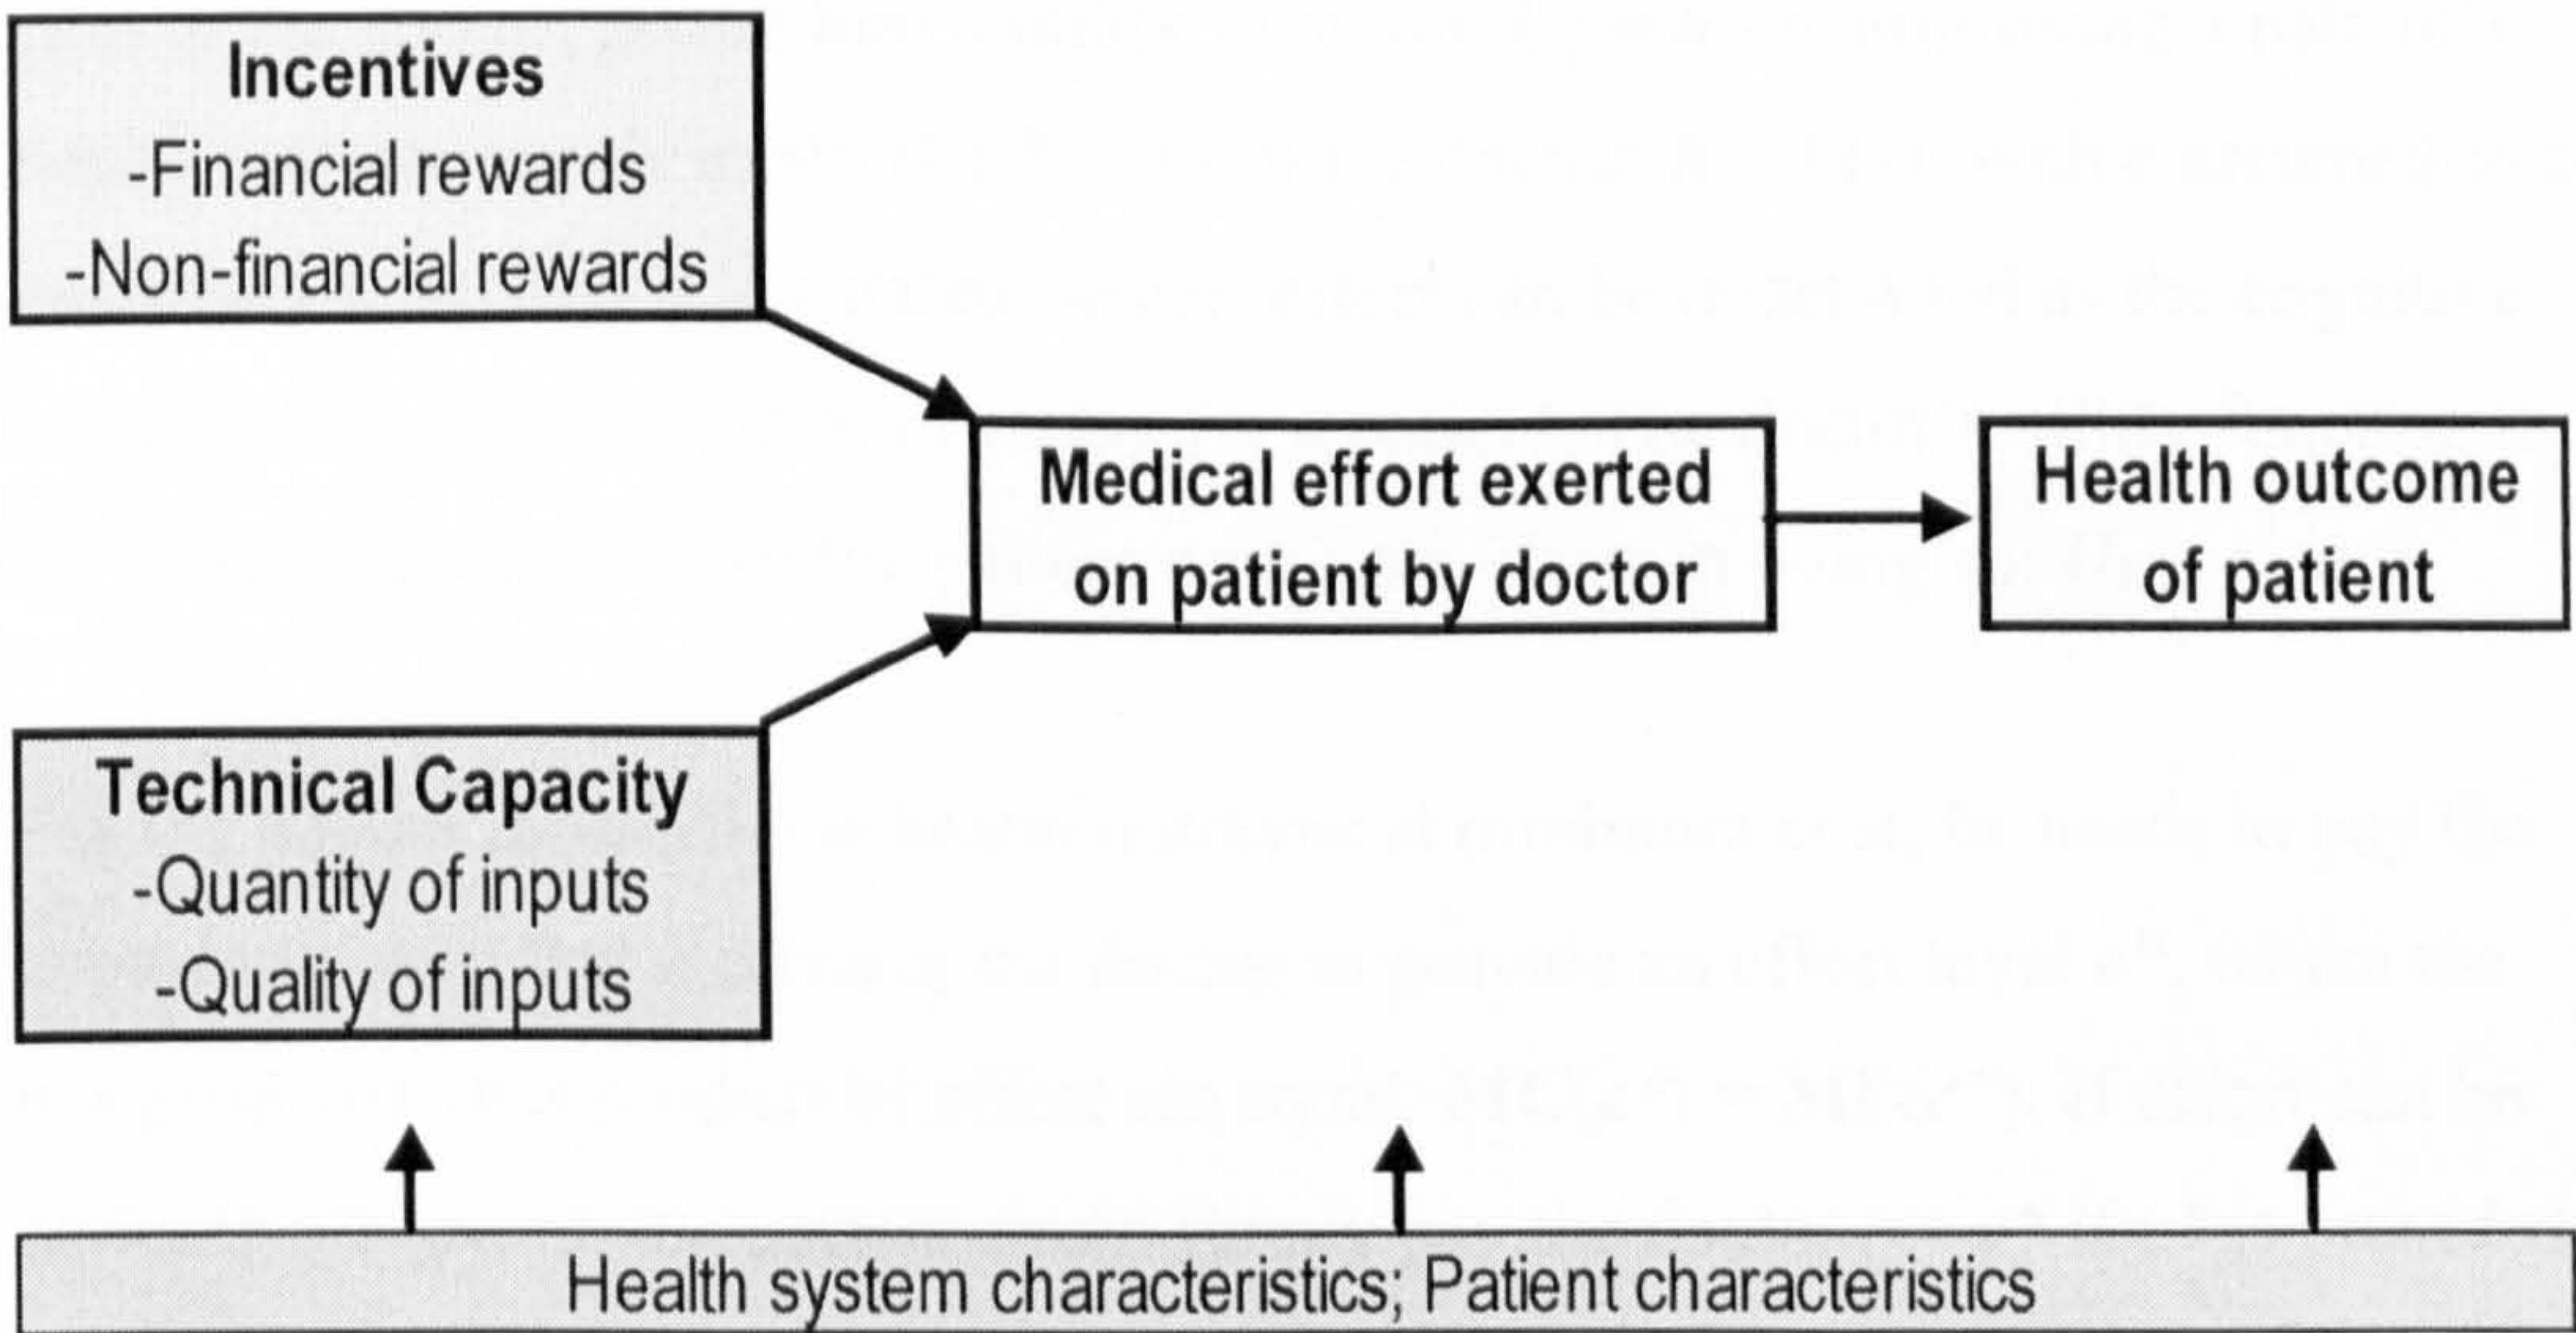 Incentives
-Financial rewards
-Non-financial rewards
Medical effort exerted
on patient by doctor
Health outcome
of patient
Technical Capacity
-Quantity of inputs
-Quality of inputs
Health system characteristics; Patient characteristics